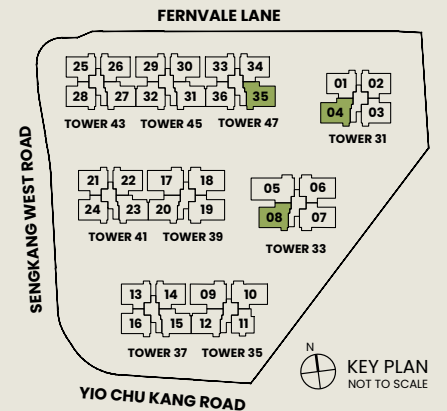 FERNVALE LANE
SENGKANG WEST ROAD
25 26 29 30 33 34
28 27 32 31 36 35
TOWER 43 TOWER 45 TOWER 47
01 02
04 03
TOWER 31
21 22 17 18
24 23 20 19
TOWER 41 TOWER 39
05 06
08 07
TOWER 33
13 14 09 10
16 15 12 11
TOWER 37 TOWER 35
N
KEY PLAN
NOT TO SCALE
YIO CHU KANG ROAD